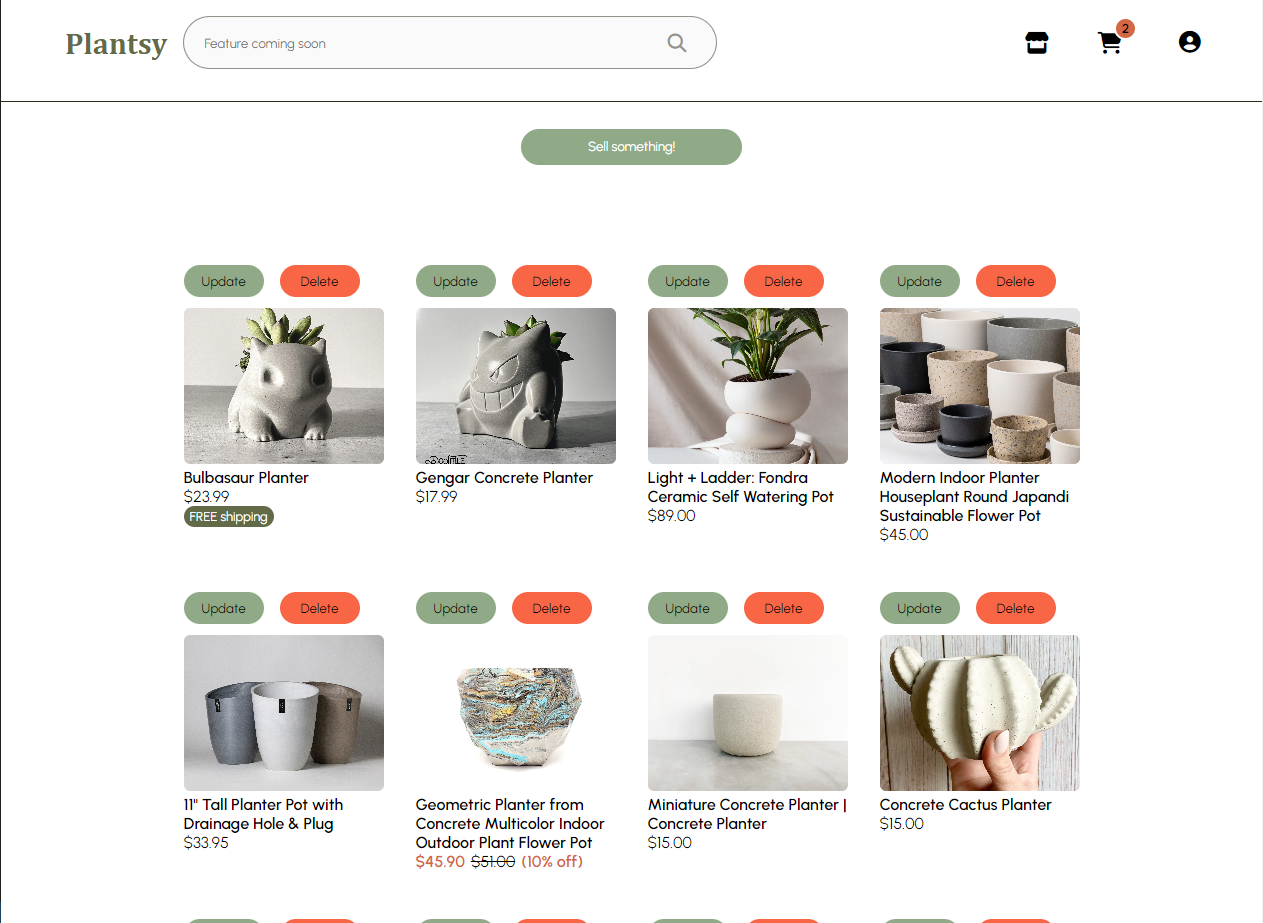 Plantsy
Feature coming soon
2
Sell something!
Update Delete Update Delete Update Delete Update Delete
Bulbasaur Planter
$23.99
FREE shipping
Gengar Concrete Planter
$17.99
Light + Ladder: Fondra
Ceramic Self Watering Pot
$89.00
Modern Indoor Planter
Houseplant Round Japandi
Sustainable Flower Pot
$45.00
Update Delete Update Delete Update Delete Update Delete
11" Tall Planter Pot with
Drainage Hole & Plug
$33.95
Geometric Planter from
Concrete Multicolor Indoor
Outdoor Plant Flower Pot
$45.90 $51.00 (10% off)
Miniature Concrete Planter |
Concrete Planter
$15.00
Concrete Cactus Planter
$15.00